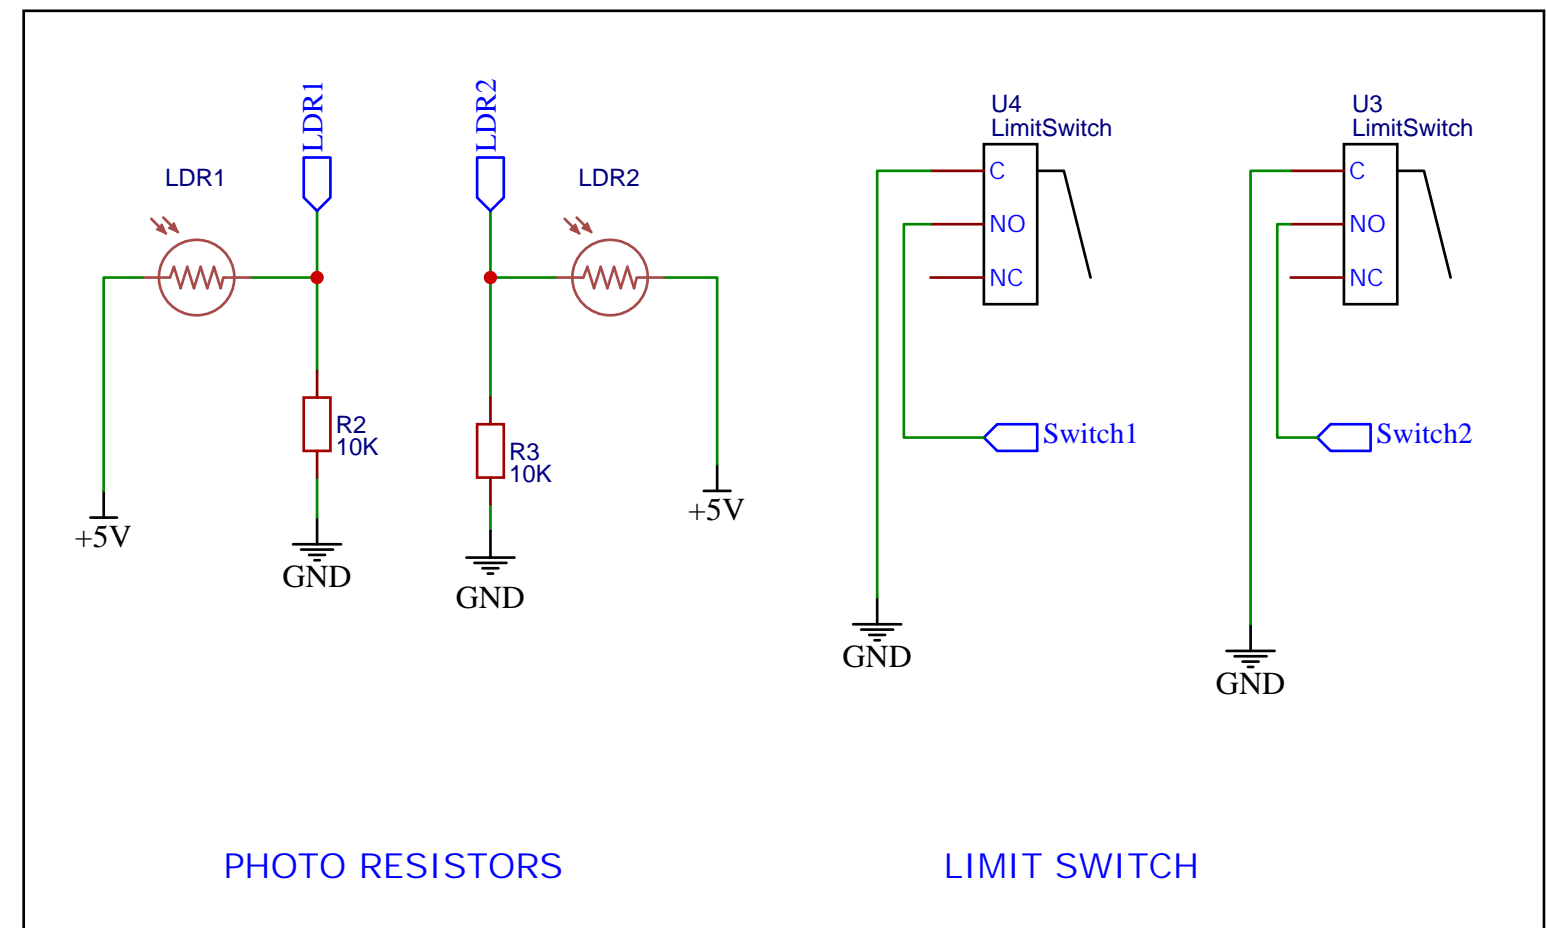 LDR1
LDR2
LDR1
LDR2
R2
10K
R3
10K
+5V
GND
GND
+5V
U4
LimitSwitch
C
NO
NC
Switch1
GND
U3
LimitSwitch
C
NO
NC
Switch2
GND
PHOTO RESISTORS
LIMIT SWITCH